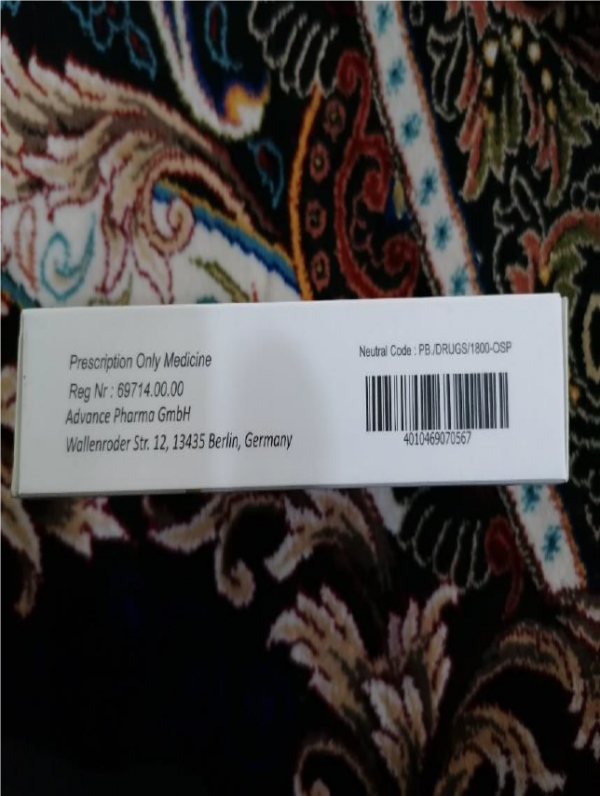 Prescription Only Medicine
Reg Nr : 69714.00.00
Advance Pharma GmbH
Wallenroder Str. 12, 13435 Berlin, Germany
Neutral Code : PB./DRUGS/1800-OSP
4010469070567